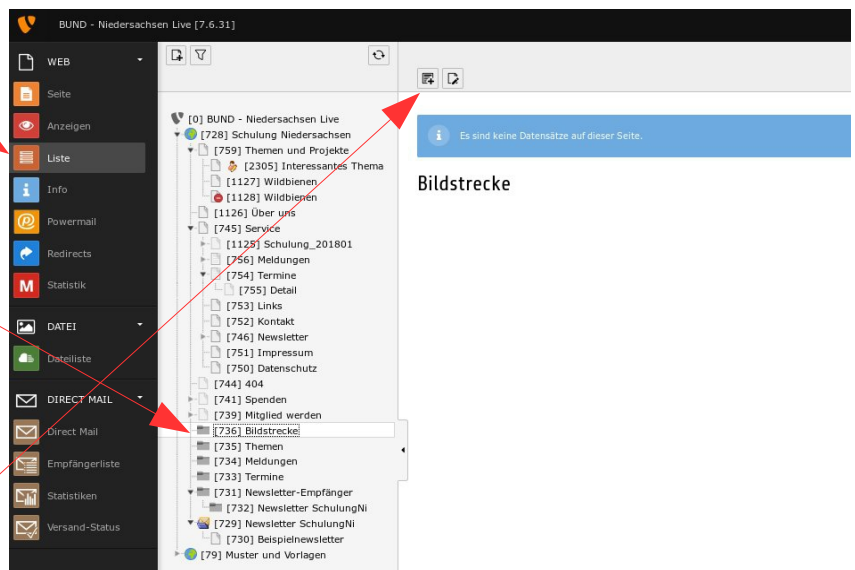 BUND - Niedersachsen Live [7.6.31]
WEB
Seite
Anzeigen
Liste
Info
Powermail
Redirects
M Statistik
DATEI
Dateiliste
DIRECT MAIL
Direct Mail
Empfängerliste
Statistiken
Versand-Status
[0] BUND - Niedersachsen Live
[728] Schulung Niedersachsen
[759] Themen und Projekte
[2305] Interessantes Thema
[1127] Wildbienen
[1128] Wildbienen
[1126] Über uns
[745] Service
[1125] Schulung_201801
[756] Meldungen
[754] Termine
[755] Detail
[753] Links
[752] Kontakt
[746] Newsletter
[751] Impressum
[750] Datenschutz
[744] 404
[741] Spenden
[739] Mitglied werden
[736] Bildstrecke
[735] Themen
[734] Meldungen
[733] Termine
[731] Newsletter-Empfänger
[732] Newsletter SchulungNi
[729] Newsletter SchulungNi
[730] Beispielnewsletter
[79] Muster und Vorlagen
Es sind keine Datensätze auf dieser Seite.
Bildstrecke